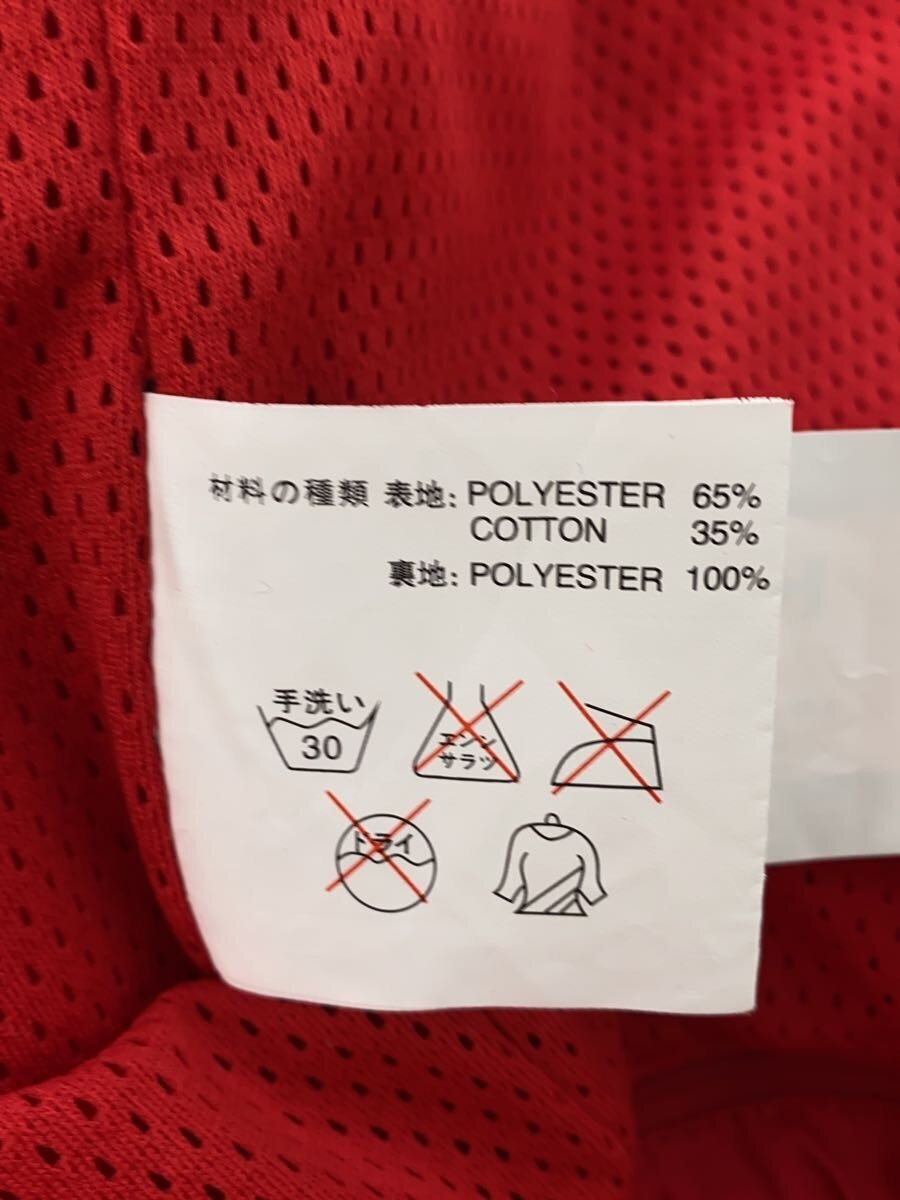 材料の種類 表地: POLYESTER 65%
COTTON 35%
裏地: POLYESTER 100%
手洗い
30
エンソ
サラシ
ドライ